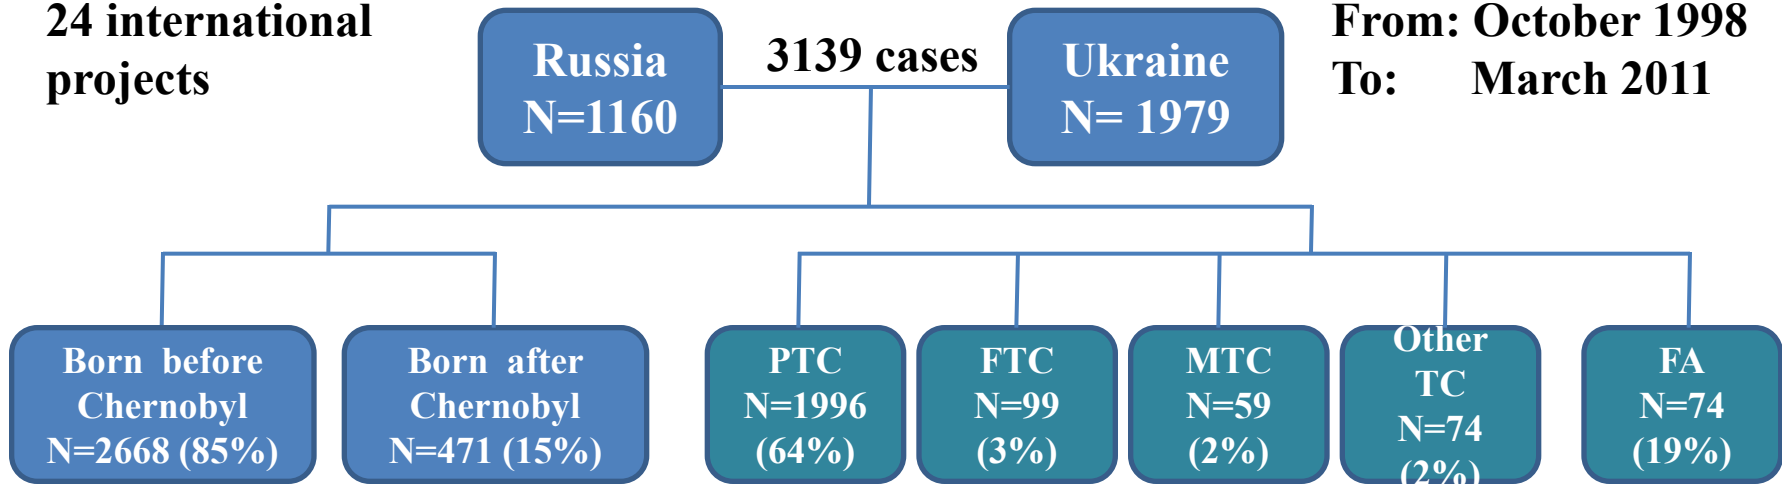 24 international
projects
Russia
N=1160
3139 cases
Ukraine
N= 1979
From: October 1998
To: March 2011
Born before
Chernobyl
N=2668 (85%)
Born after
Chernobyl
N=471 (15%)
PTC
N=1996
(64%)
FTC
N=99
(3%)
MTC
N=59
(2%)
Other
TC
N=74
(2%)
FA
N=74
(19%)